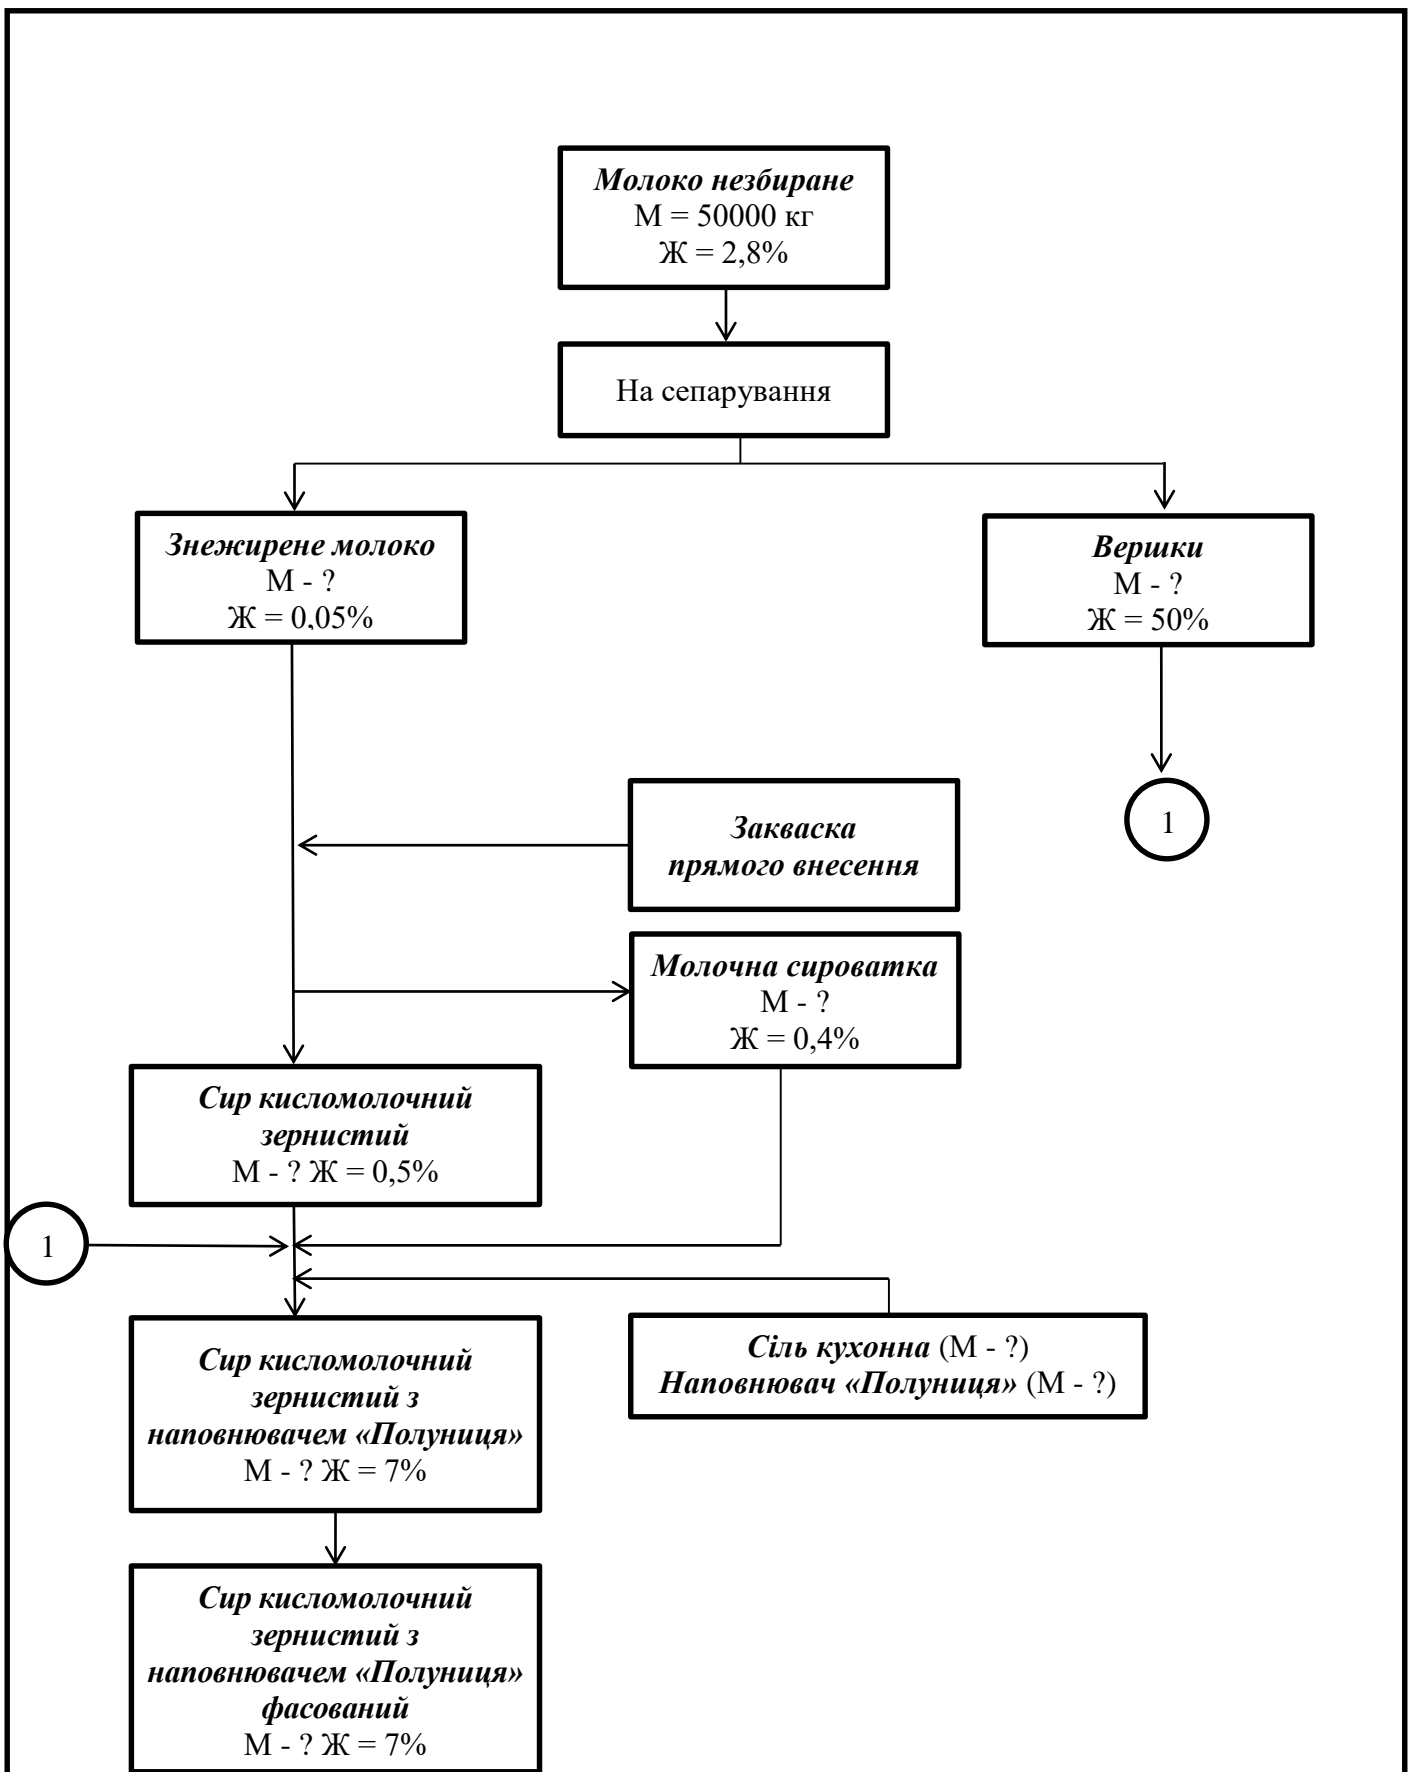 Молоко незбиране
М = 50000 кг
Ж = 2,8%
На сепарування
Знежирене молоко
М - ?
Ж = 0,05%
Вершки
М - ?
Ж = 50%
Закваска
прямого внесення
1
Молочна сироватка
М - ?
Ж = 0,4%
Сир кисломолочний
зернистий
М - ? Ж = 0,5%
1
Сіль кухонна (М - ?)
Наповнювач «Полуниця» (М - ?)
Сир кисломолочний
зернистий з
наповнювачем «Полуниця»
М - ? Ж = 7%
Сир кисломолочний
зернистий з
наповнювачем «Полуниця»
фасований
М - ? Ж = 7%